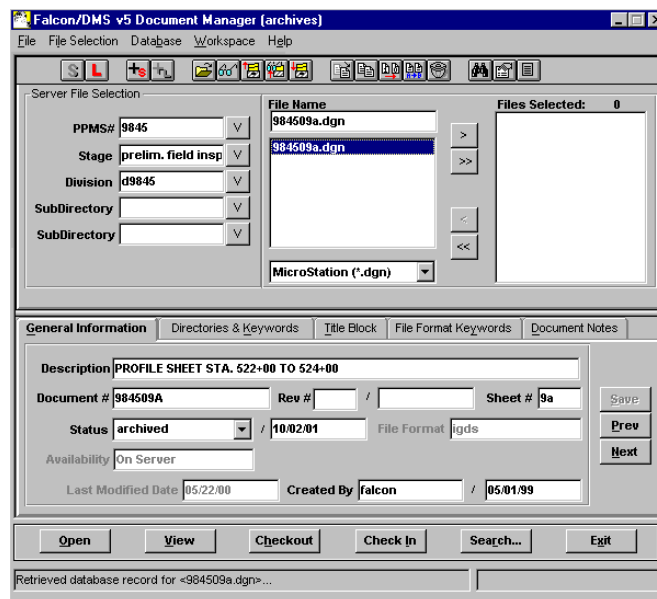 Falcon/DMS v5 Document Manager (archives)
File File Selection Database Workspace Help
S L +S +L
Server File Selection
PPMS# 9845 V
Stage prelim. field insp V
Division d9845 V
SubDirectory V
SubDirectory V
File Name
984509a.dgn
984509a.dgn
MicroStation (*.dgn)
>
>>
<
<<
Files Selected: 0
General Information Directories & Keywords Title Block File Format Keywords Document Notes
Description PROFILE SHEET STA. 522+00 TO 524+00
Document # 984509A Rev # / Sheet # 9a
Status archived / 10/02/01 File Format igds
Availability On Server
Last Modified Date 05/22/00 Created By falcon / 05/01/99
Save
Prev
Next
Open View Checkout Check In Search... Exit
Retrieved database record for <984509a.dgn>...